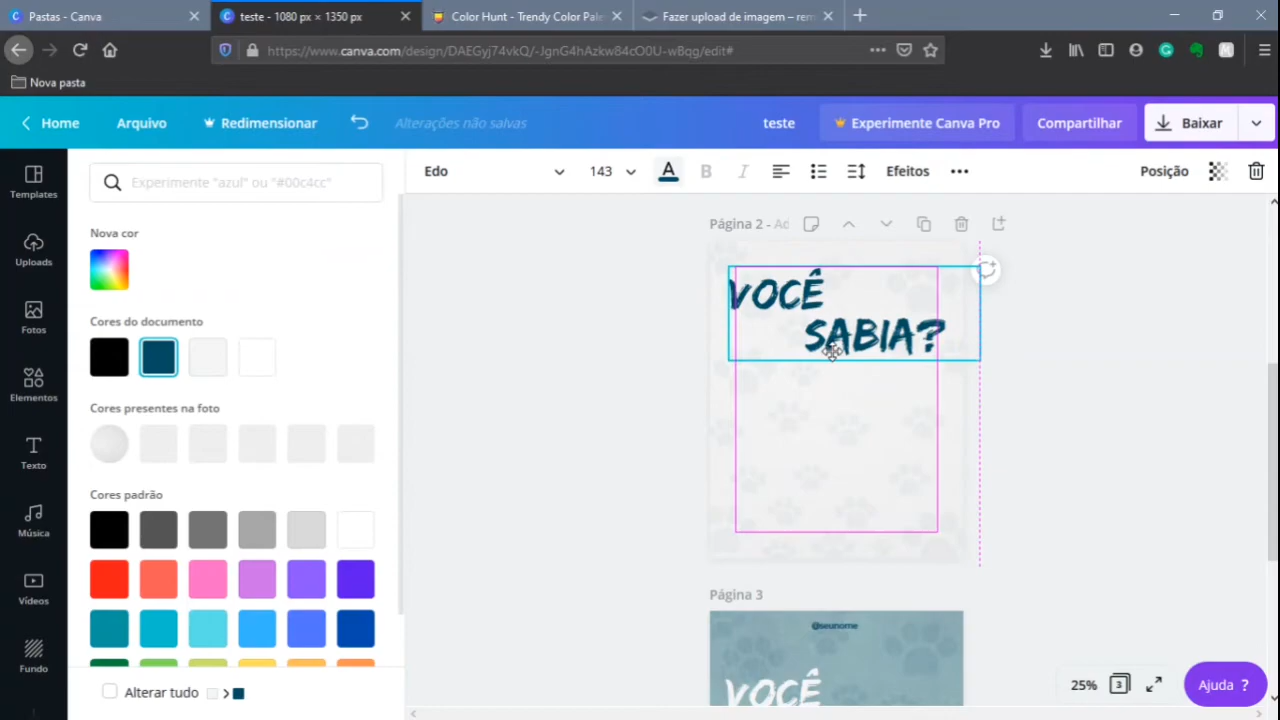 Pastas - Canva
teste - 1080 px × 1350 px
Color Hunt - Trendy Color Pale
Fazer upload de imagem – rem
https://www.canva.com/design/DAEGyj74vkQ/-JgnG4hAzkw84cO0U-wBqg/edit#
Nova pasta
Home
Arquivo
Redimensionar
Alterações não salvas
teste
Experimente Canva Pro
Compartilhar
Baixar
Templates
Uploads
Fotos
Elementos
Texto
Música
Vídeos
Fundo
Experimente "azul" ou "#00c4cc"
Nova cor
Cores do documento
Cores presentes na foto
Cores padrão
Alterar tudo
Edo
143
A
B
I
Efeitos
Posição
Página 2 - Ad
VOCÊ
SABIA?
Página 3
@seunome
VOCÊ
25%
3
Ajuda ?